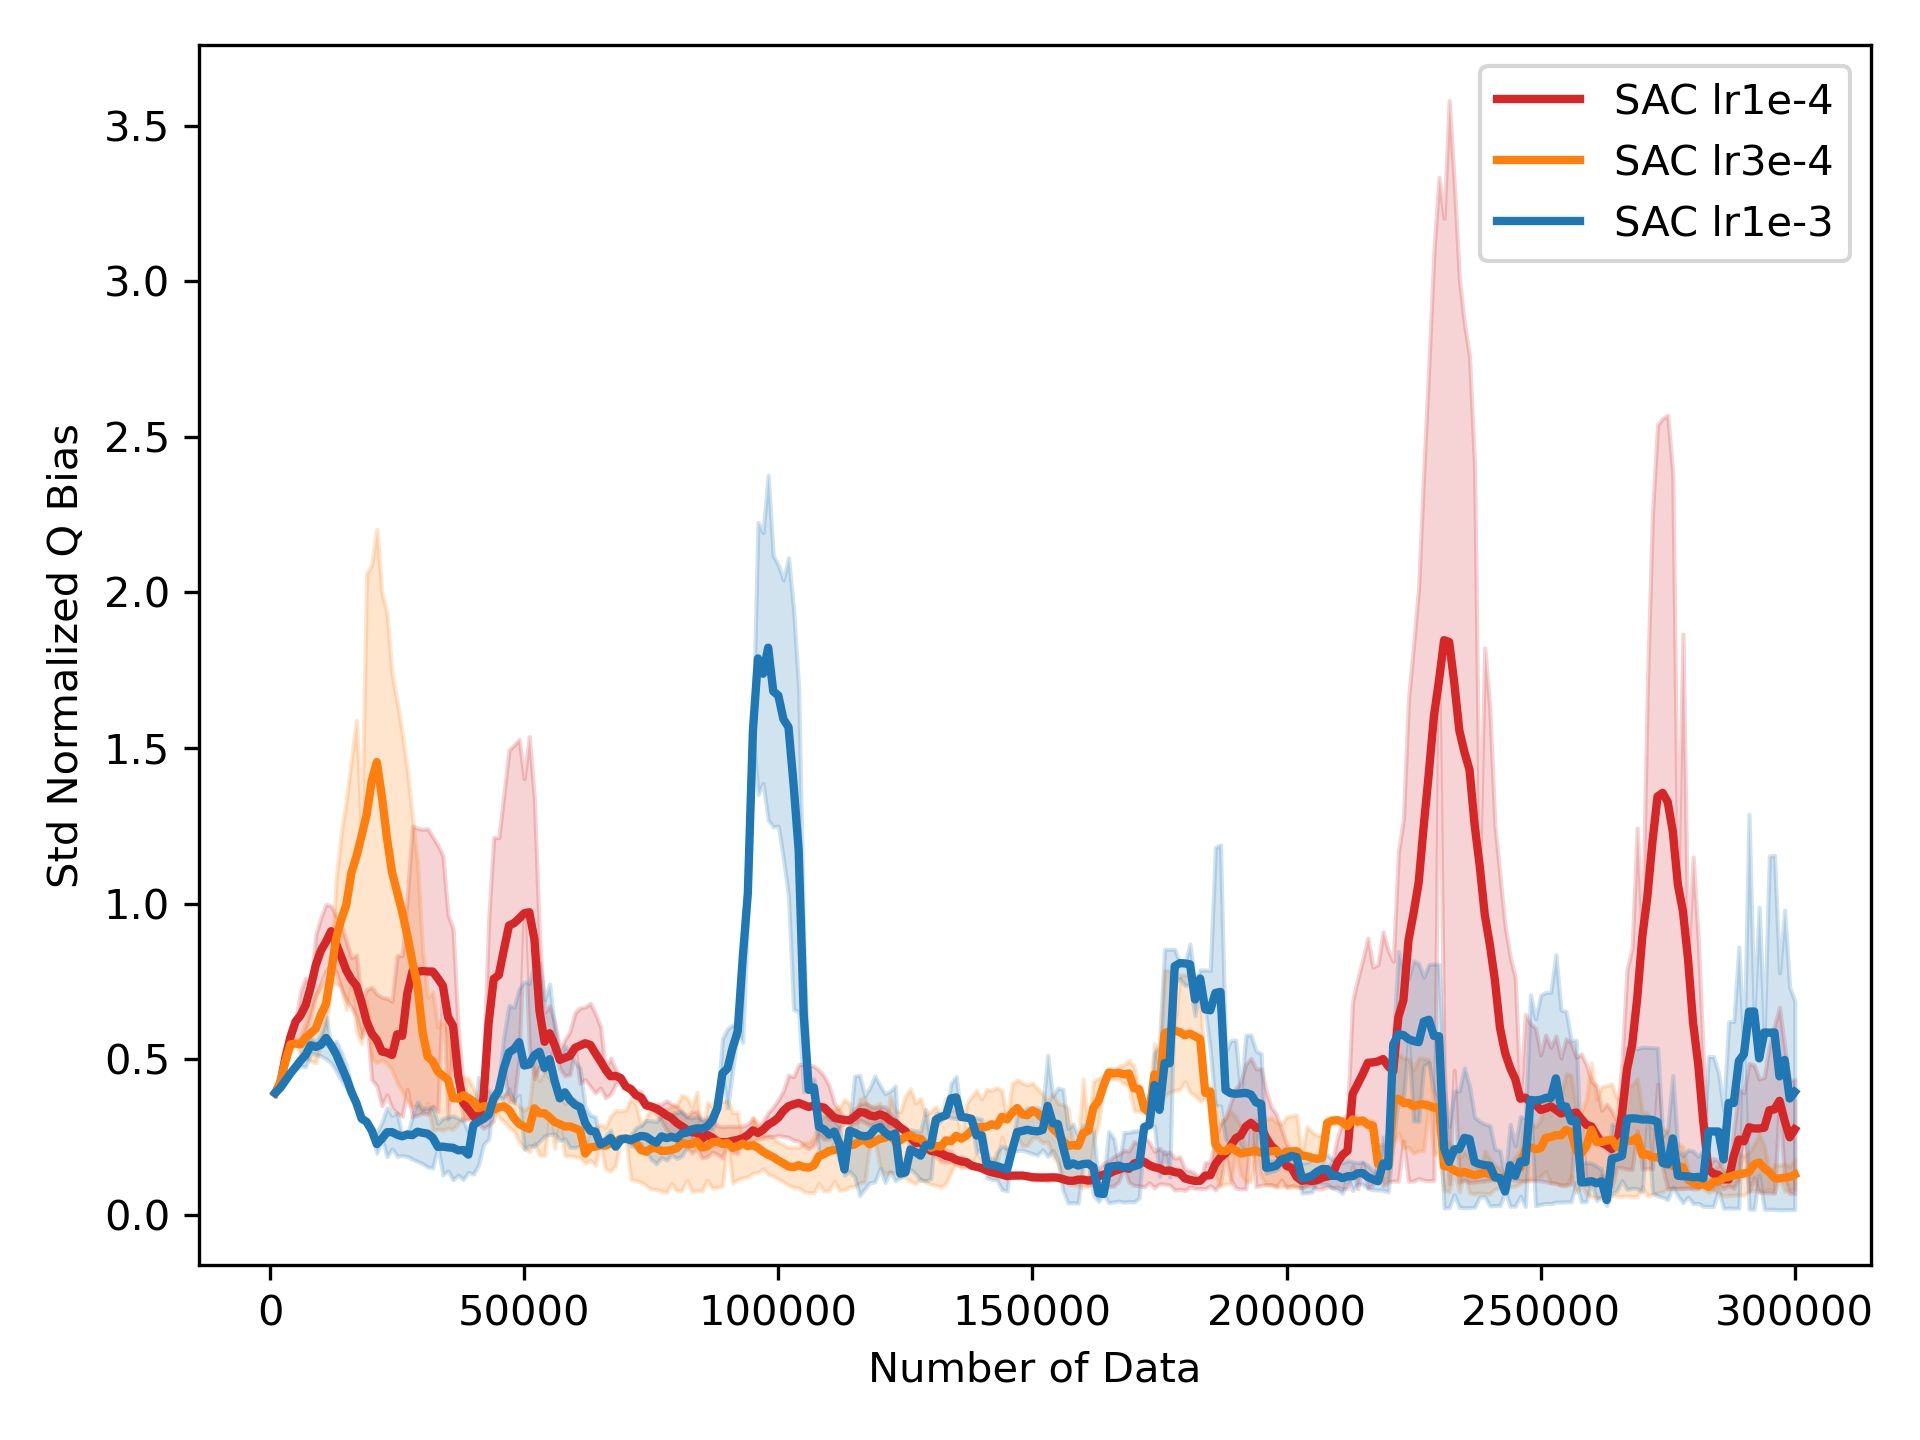 SAC lr1e-4
SAC lr3e-4
SAC lr1e-3
3.5
3.0
2.5
2.0
1.5
1.0
0.5
0.0
Std Normalized Q Bias
0 50000 100000 150000 200000 250000 300000
Number of Data